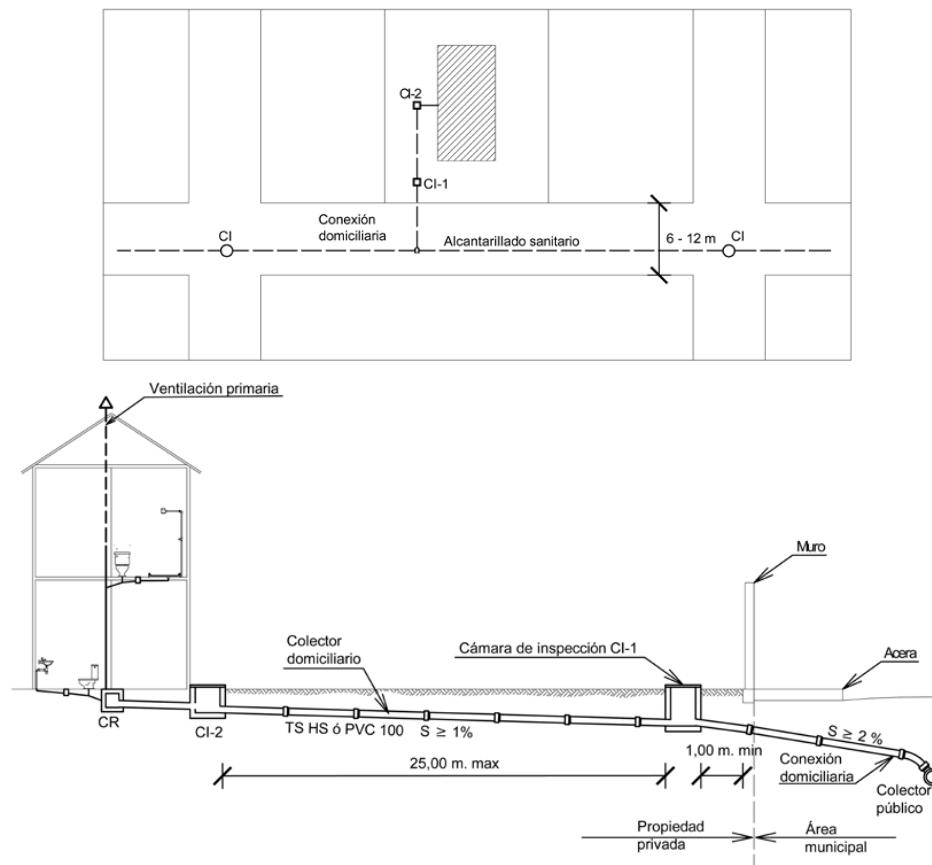 CI-2
CI-1
Conexión
domiciliaria
CI
Alcantarillado sanitario
6 - 12 m
CI
Ventilación primaria
Muro
Colector
domiciliario
Cámara de inspección CI-1
Acera
CR
CI-2
TS HS ó PVC 100
S ≥ 1%
S ≥ 2 %
1,00 m. min
25,00 m. max
Conexión
domiciliaria
Colector
público
Propiedad
privada
Área
municipal